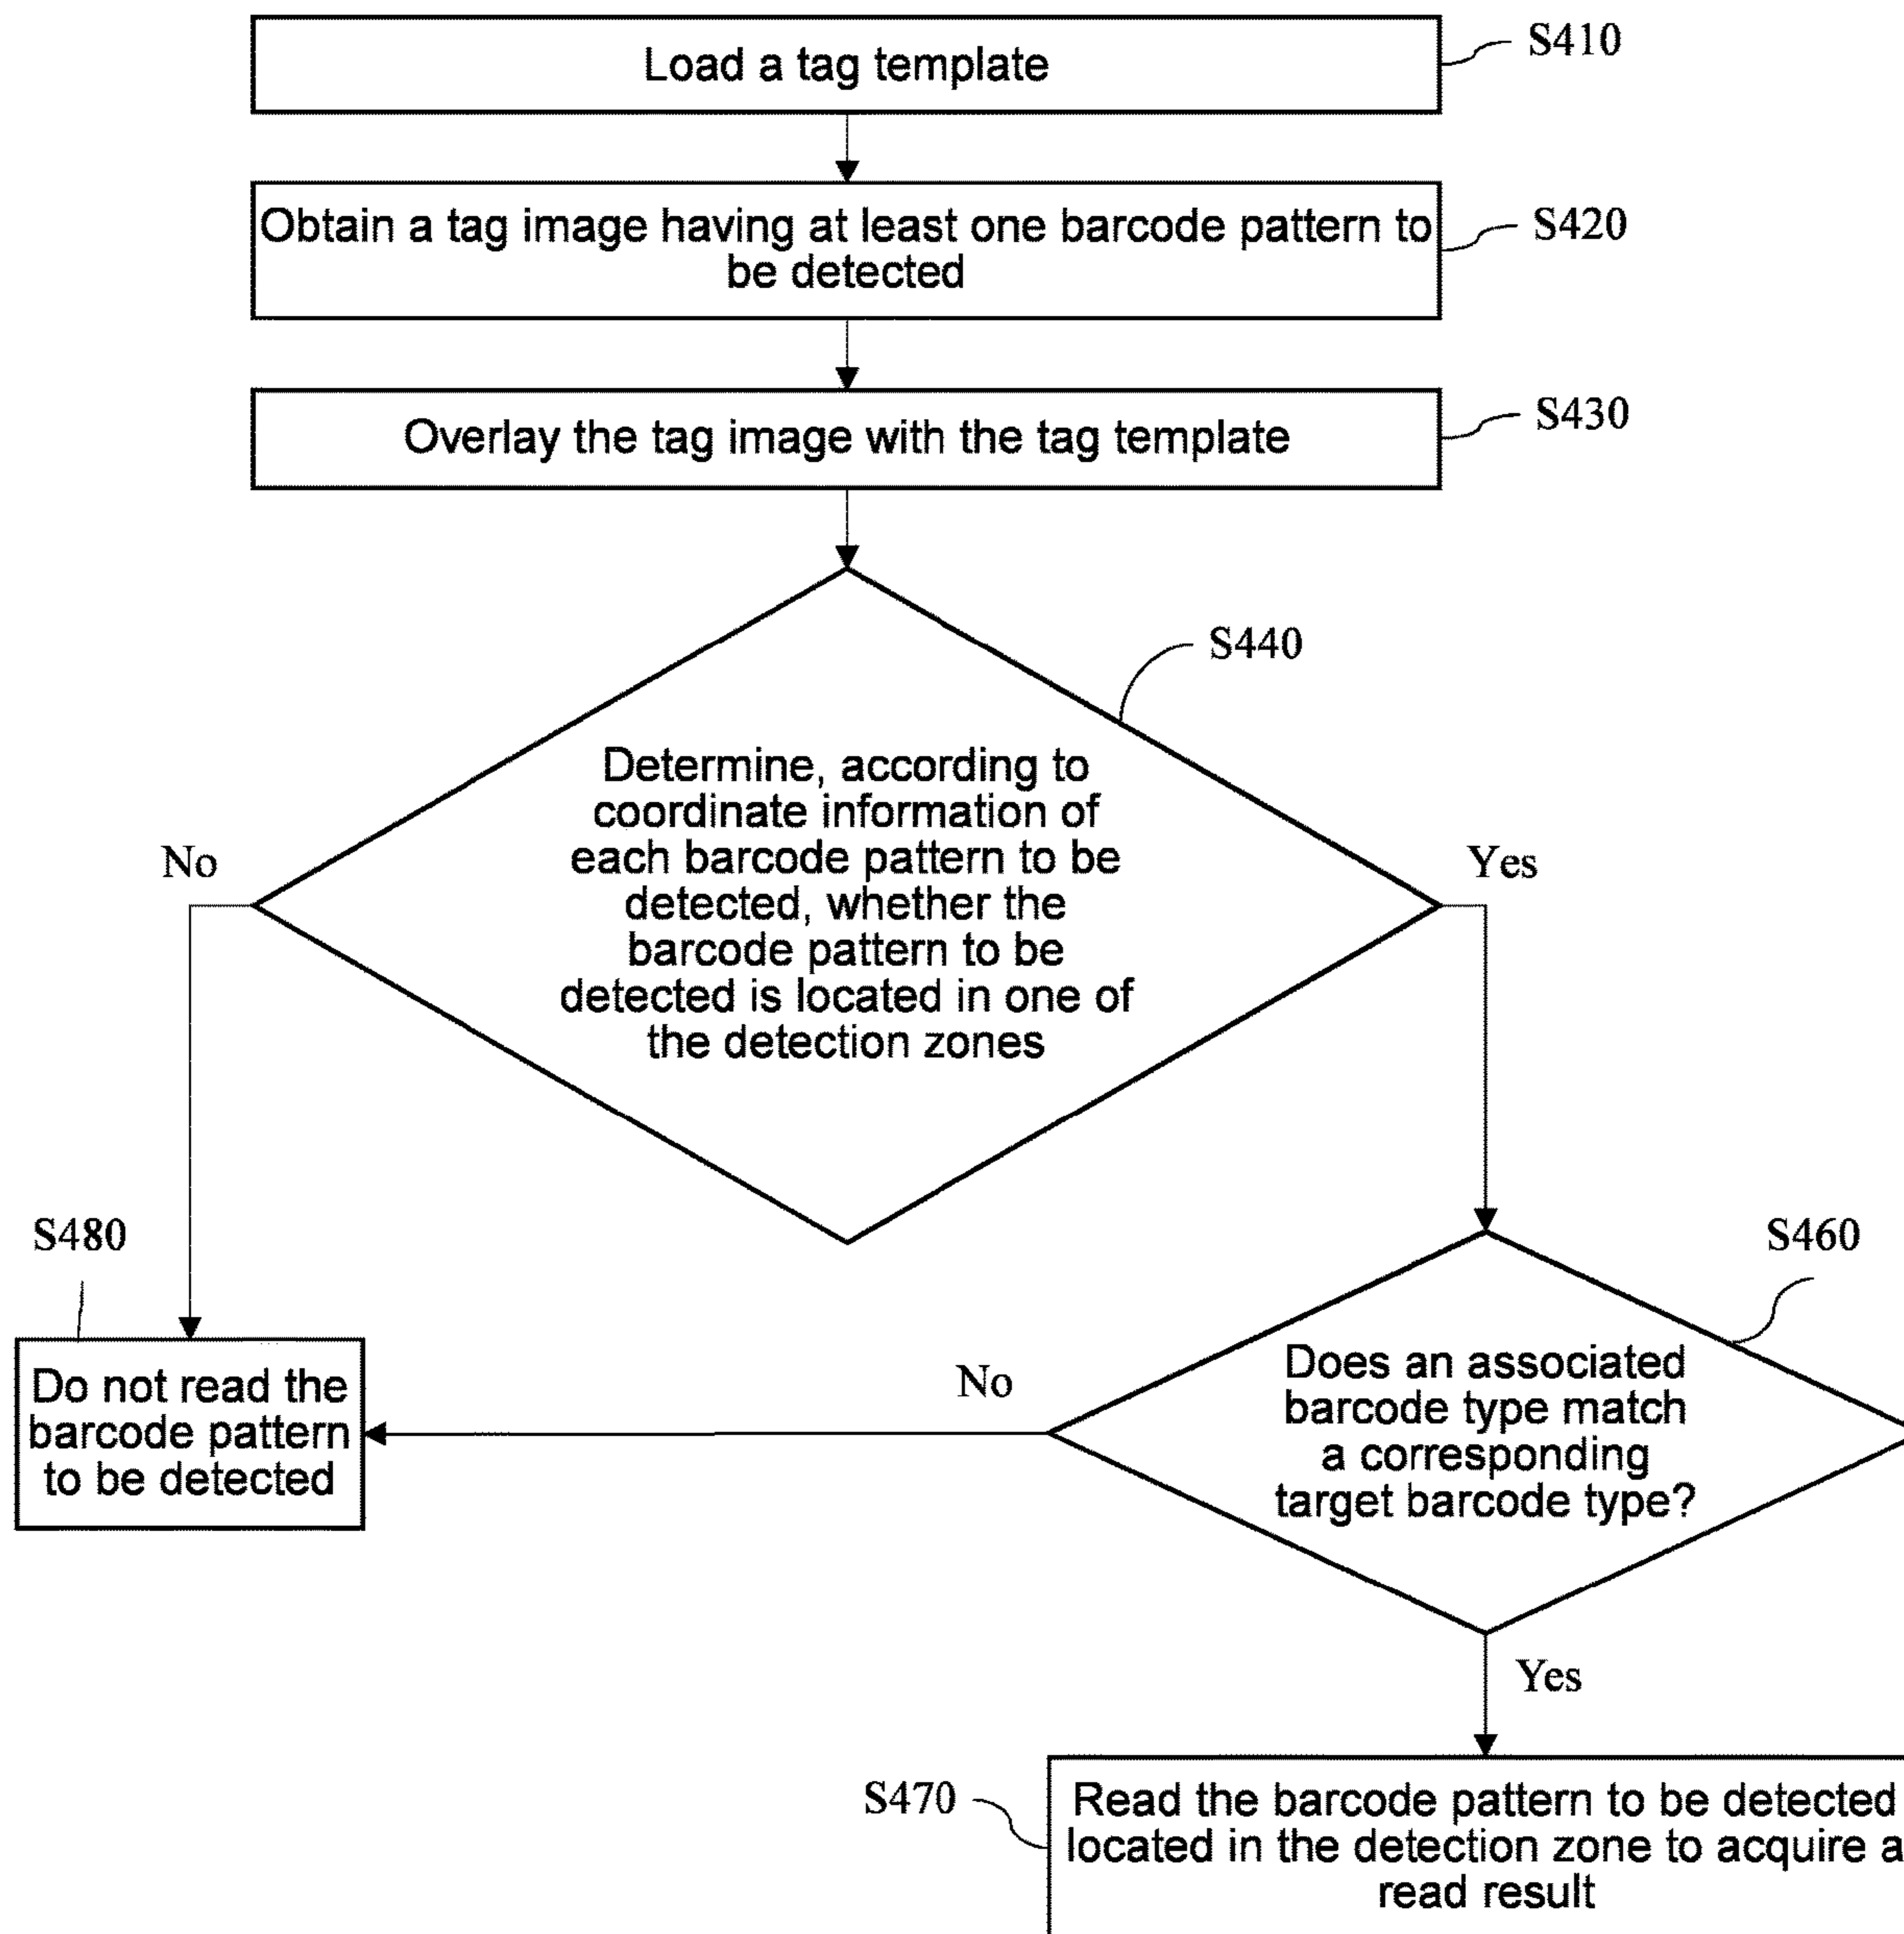 Load a tag template
S410
Obtain a tag image having at least one barcode pattern to
be detected
S420
Overlay the tag image with the tag template
S430
S440
Determine, according to
coordinate information of
each barcode pattern to be
detected, whether the
barcode pattern to be
detected is located in one of
the detection zones
No
Yes
S480
Do not read the
barcode pattern
to be detected
S460
No
Does an associated
barcode type match
a corresponding
target barcode type?
Yes
S470
Read the barcode pattern to be detected
located in the detection zone to acquire a
read result